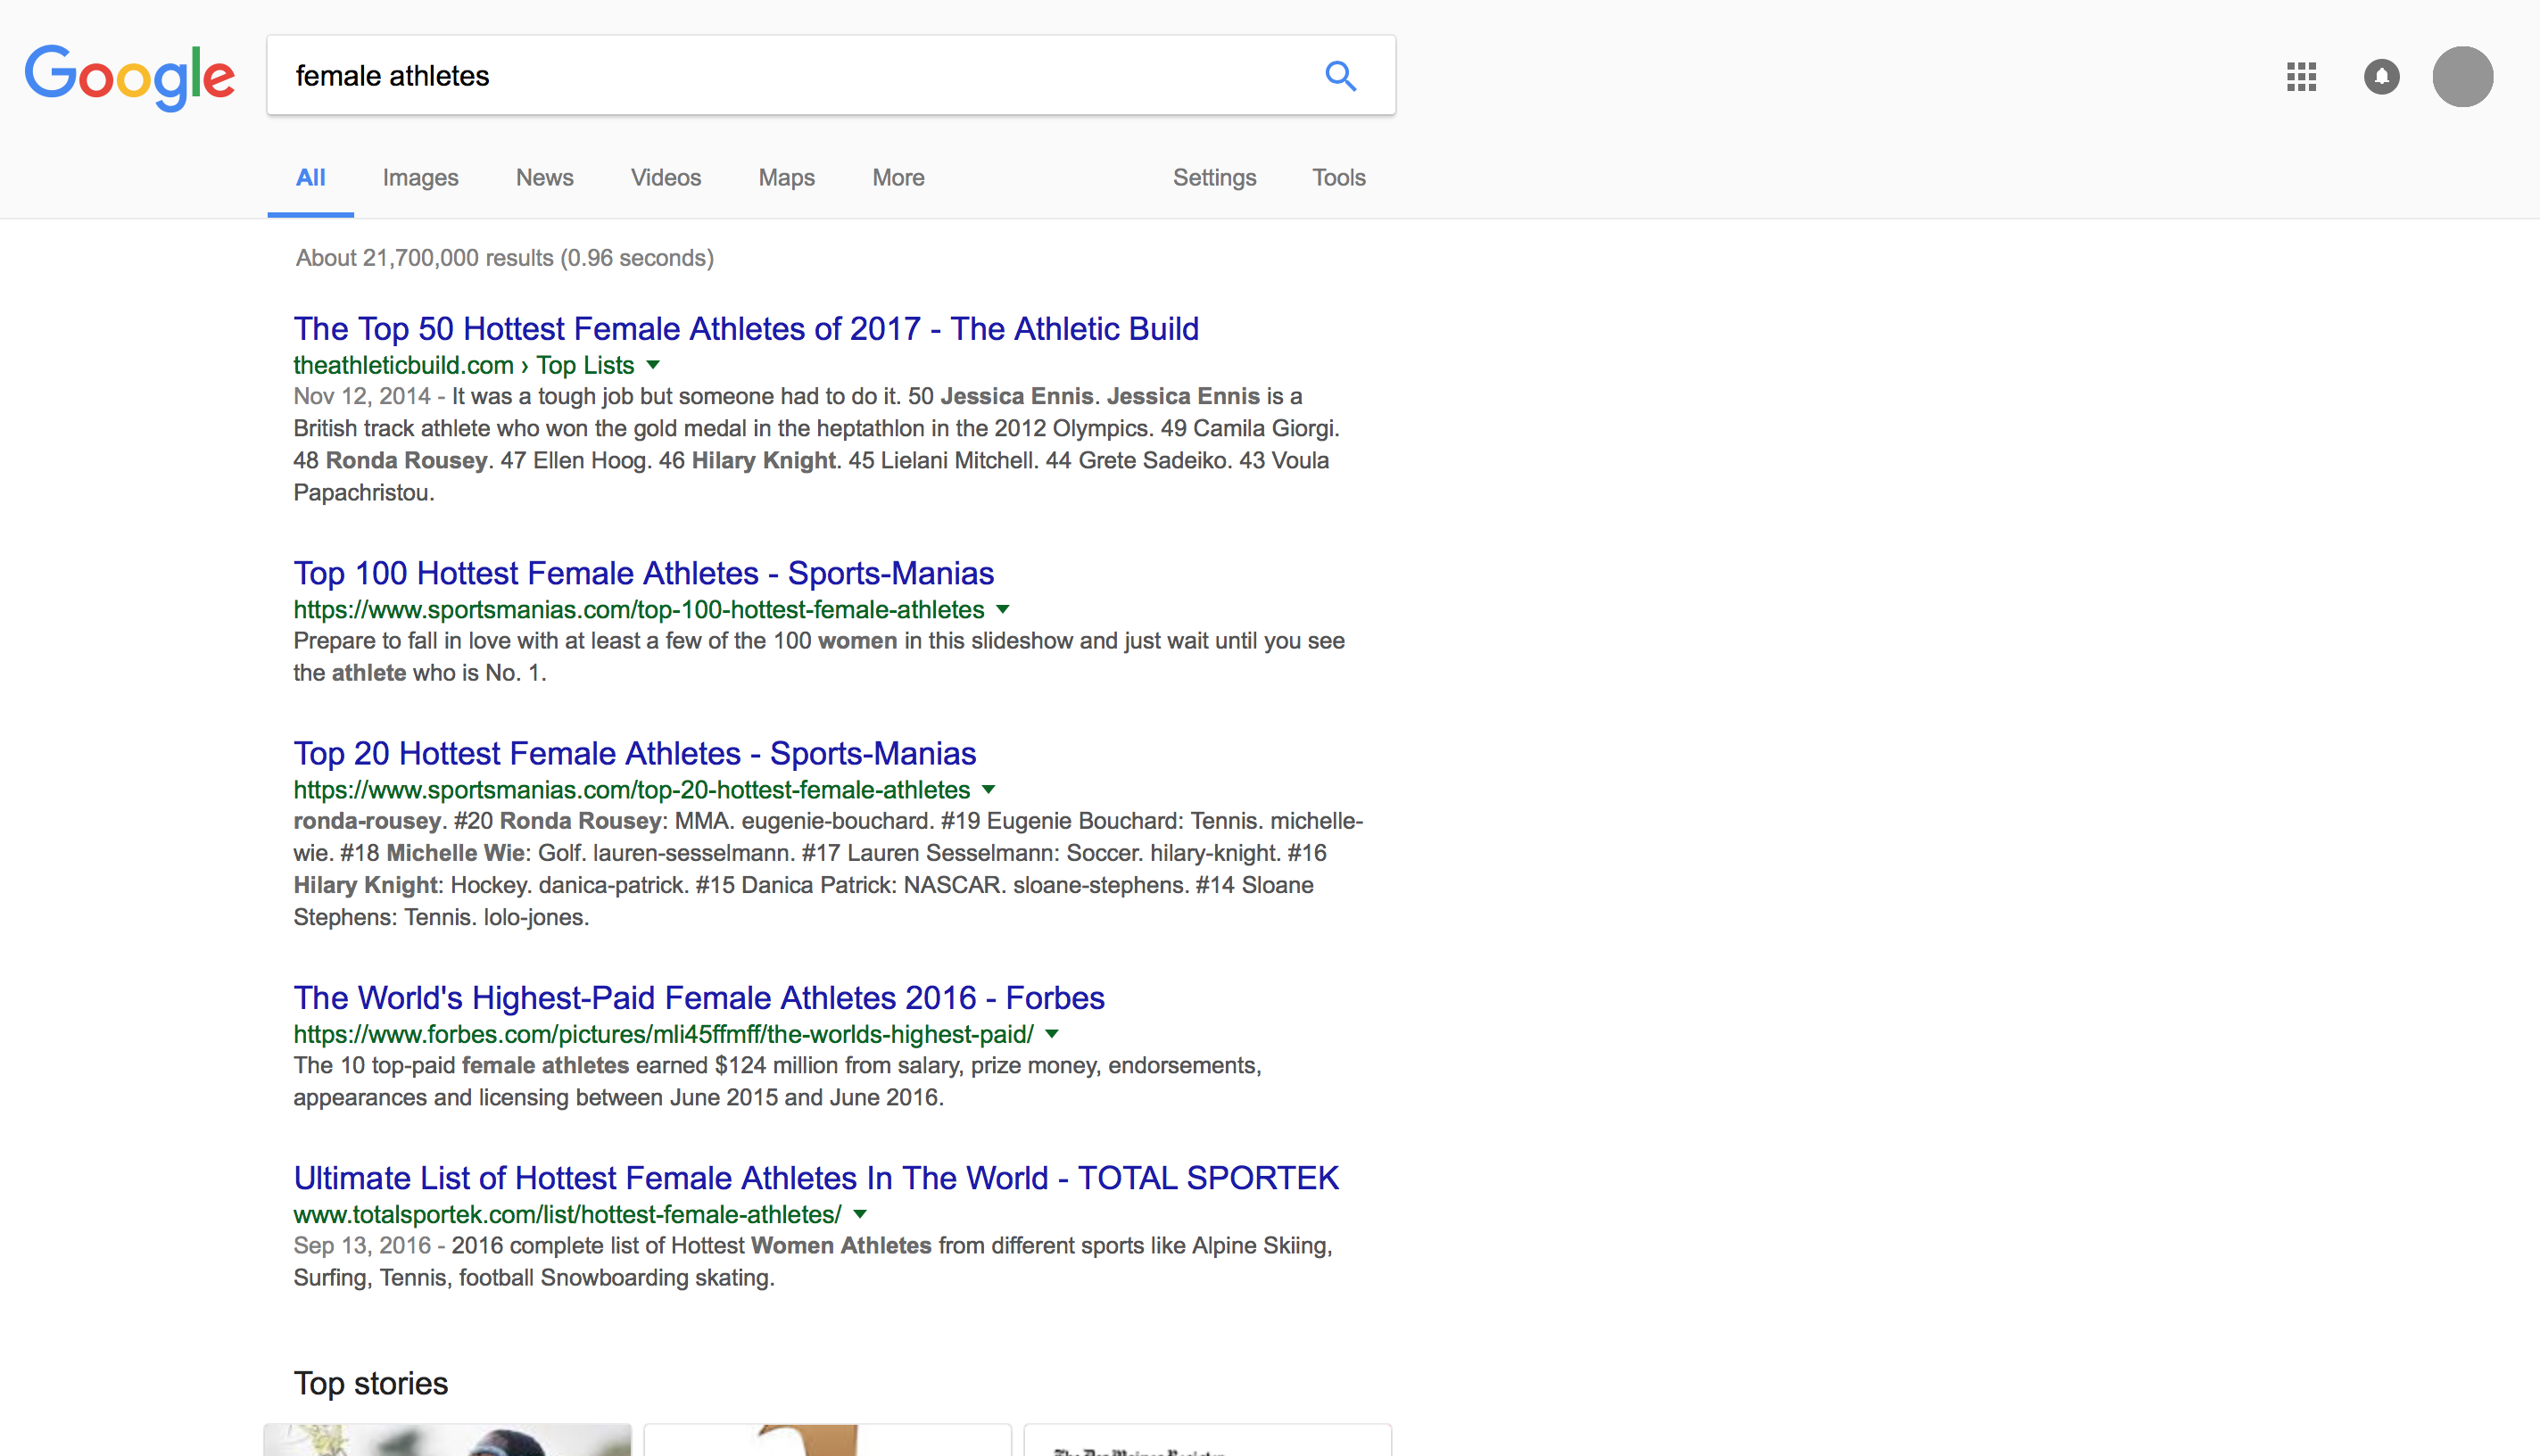 Google
female athletes
All Images News Videos Maps More Settings Tools
About 21,700,000 results (0.96 seconds)
The Top 50 Hottest Female Athletes of 2017 - The Athletic Build
theathleticbuild.com › Top Lists
Nov 12, 2014 - It was a tough job but someone had to do it. 50 Jessica Ennis. Jessica Ennis is a
British track athlete who won the gold medal in the heptathlon in the 2012 Olympics. 49 Camila Giorgi.
48 Ronda Rousey. 47 Ellen Hoog. 46 Hilary Knight. 45 Lielani Mitchell. 44 Grete Sadeiko. 43 Voula
Papachristou.
Top 100 Hottest Female Athletes - Sports-Manias
https://www.sportsmanias.com/top-100-hottest-female-athletes
Prepare to fall in love with at least a few of the 100 women in this slideshow and just wait until you see
the athlete who is No. 1.
Top 20 Hottest Female Athletes - Sports-Manias
https://www.sportsmanias.com/top-20-hottest-female-athletes
ronda-rousey. #20 Ronda Rousey: MMA. eugenie-bouchard. #19 Eugenie Bouchard: Tennis. michelle-
wie. #18 Michelle Wie: Golf. lauren-sesselmann. #17 Lauren Sesselmann: Soccer. hilary-knight. #16
Hilary Knight: Hockey. danica-patrick. #15 Danica Patrick: NASCAR. sloane-stephens. #14 Sloane
Stephens: Tennis. lolo-jones.
The World's Highest-Paid Female Athletes 2016 - Forbes
https://www.forbes.com/pictures/mli45ffmff/the-worlds-highest-paid/
The 10 top-paid female athletes earned $124 million from salary, prize money, endorsements,
appearances and licensing between June 2015 and June 2016.
Ultimate List of Hottest Female Athletes In The World - TOTAL SPORTEK
www.totalsportek.com/list/hottest-female-athletes/
Sep 13, 2016 - 2016 complete list of Hottest Women Athletes from different sports like Alpine Skiing,
Surfing, Tennis, football Snowboarding skating.
Top stories